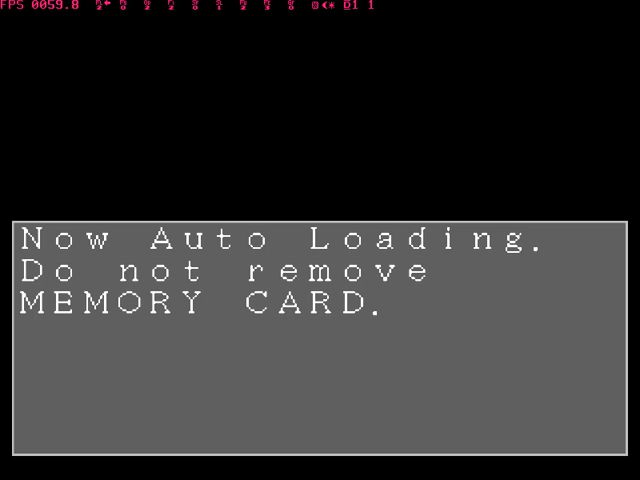 FPS 0059.8
Now Auto Loading.
Do not remove
MEMORY CARD.